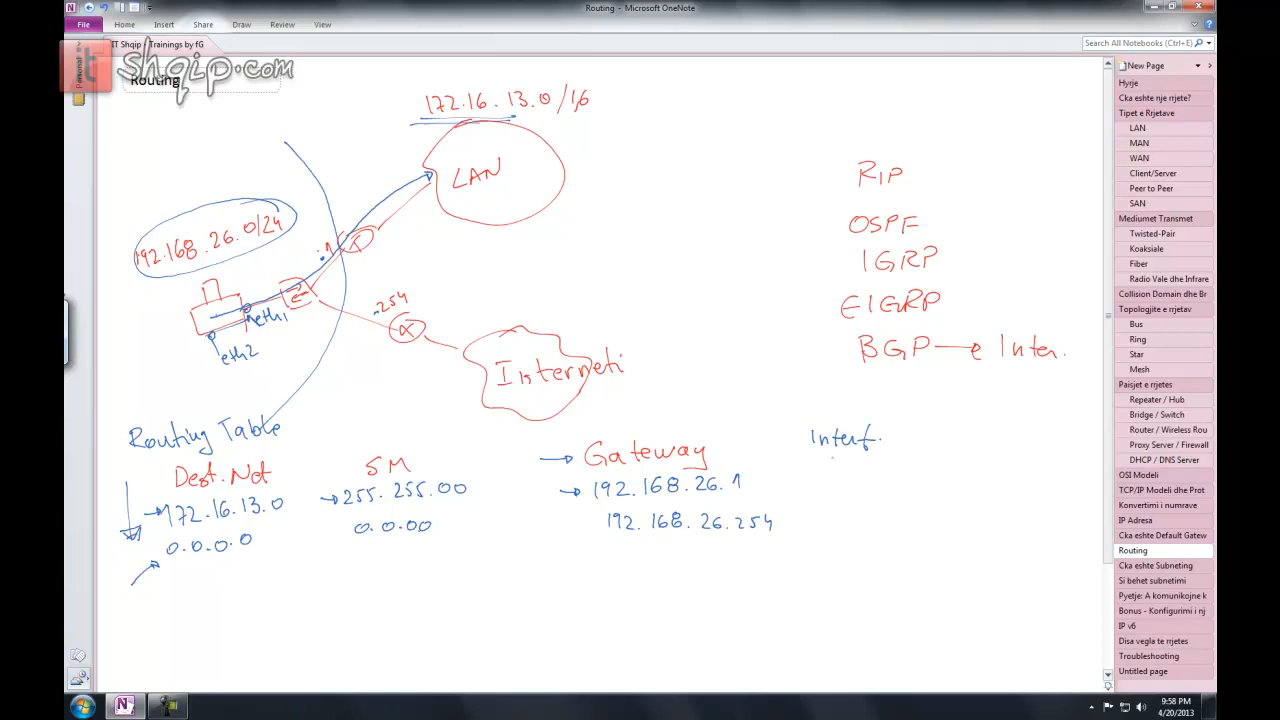 Routing - Microsoft OneNote
File Home Insert Share Draw Review View
IT Shqip - Trainings by fG
Search All Notebooks (Ctrl+E)
shqip.com
Routing
New Page
Hyrje
Cka eshte nje rrjete?
Tipet e Rrjetave
LAN
MAN
WAN
Client/Server
Peer to Peer
SAN
Mediumet Transmet
Twisted-Pair
Koaksiale
Fiber
Radio Vale dhe Infrare
Collision Domain dhe Br
Topologjite e rrjetav
Bus
Ring
Star
Mesh
Paisjet e rrjetes
Repeater / Hub
Bridge / Switch
Router / Wireless Rou
Proxy Server / Firewall
DHCP / DNS Server
OSI Modeli
TCP/IP Modeli dhe Prot
Konvertimi i numrave
IP Adresa
Cka eshte Default Gatew
Routing
Cka eshte Subneting
Si behet subnetimi
Pyetje: A komunikojne k
Bonus - Konfigurimi i nj
IP v6
Disa vegla te rrjetes
Troubleshooting
Untitled page
172.16.13.0/16
LAN
192.168.26.0/24
.1
.254
eth1
eth2
Interneti
RIP
OSPF
IGRP
EIGRP
BGP → Inter.
Routing Table
Dest. Net SM Gateway Interf.
172.16.13.0 255.255.00 192.168.26.1
0.0.0.0 0.0.00 192.168.26.254
9:58 PM
4/20/2013